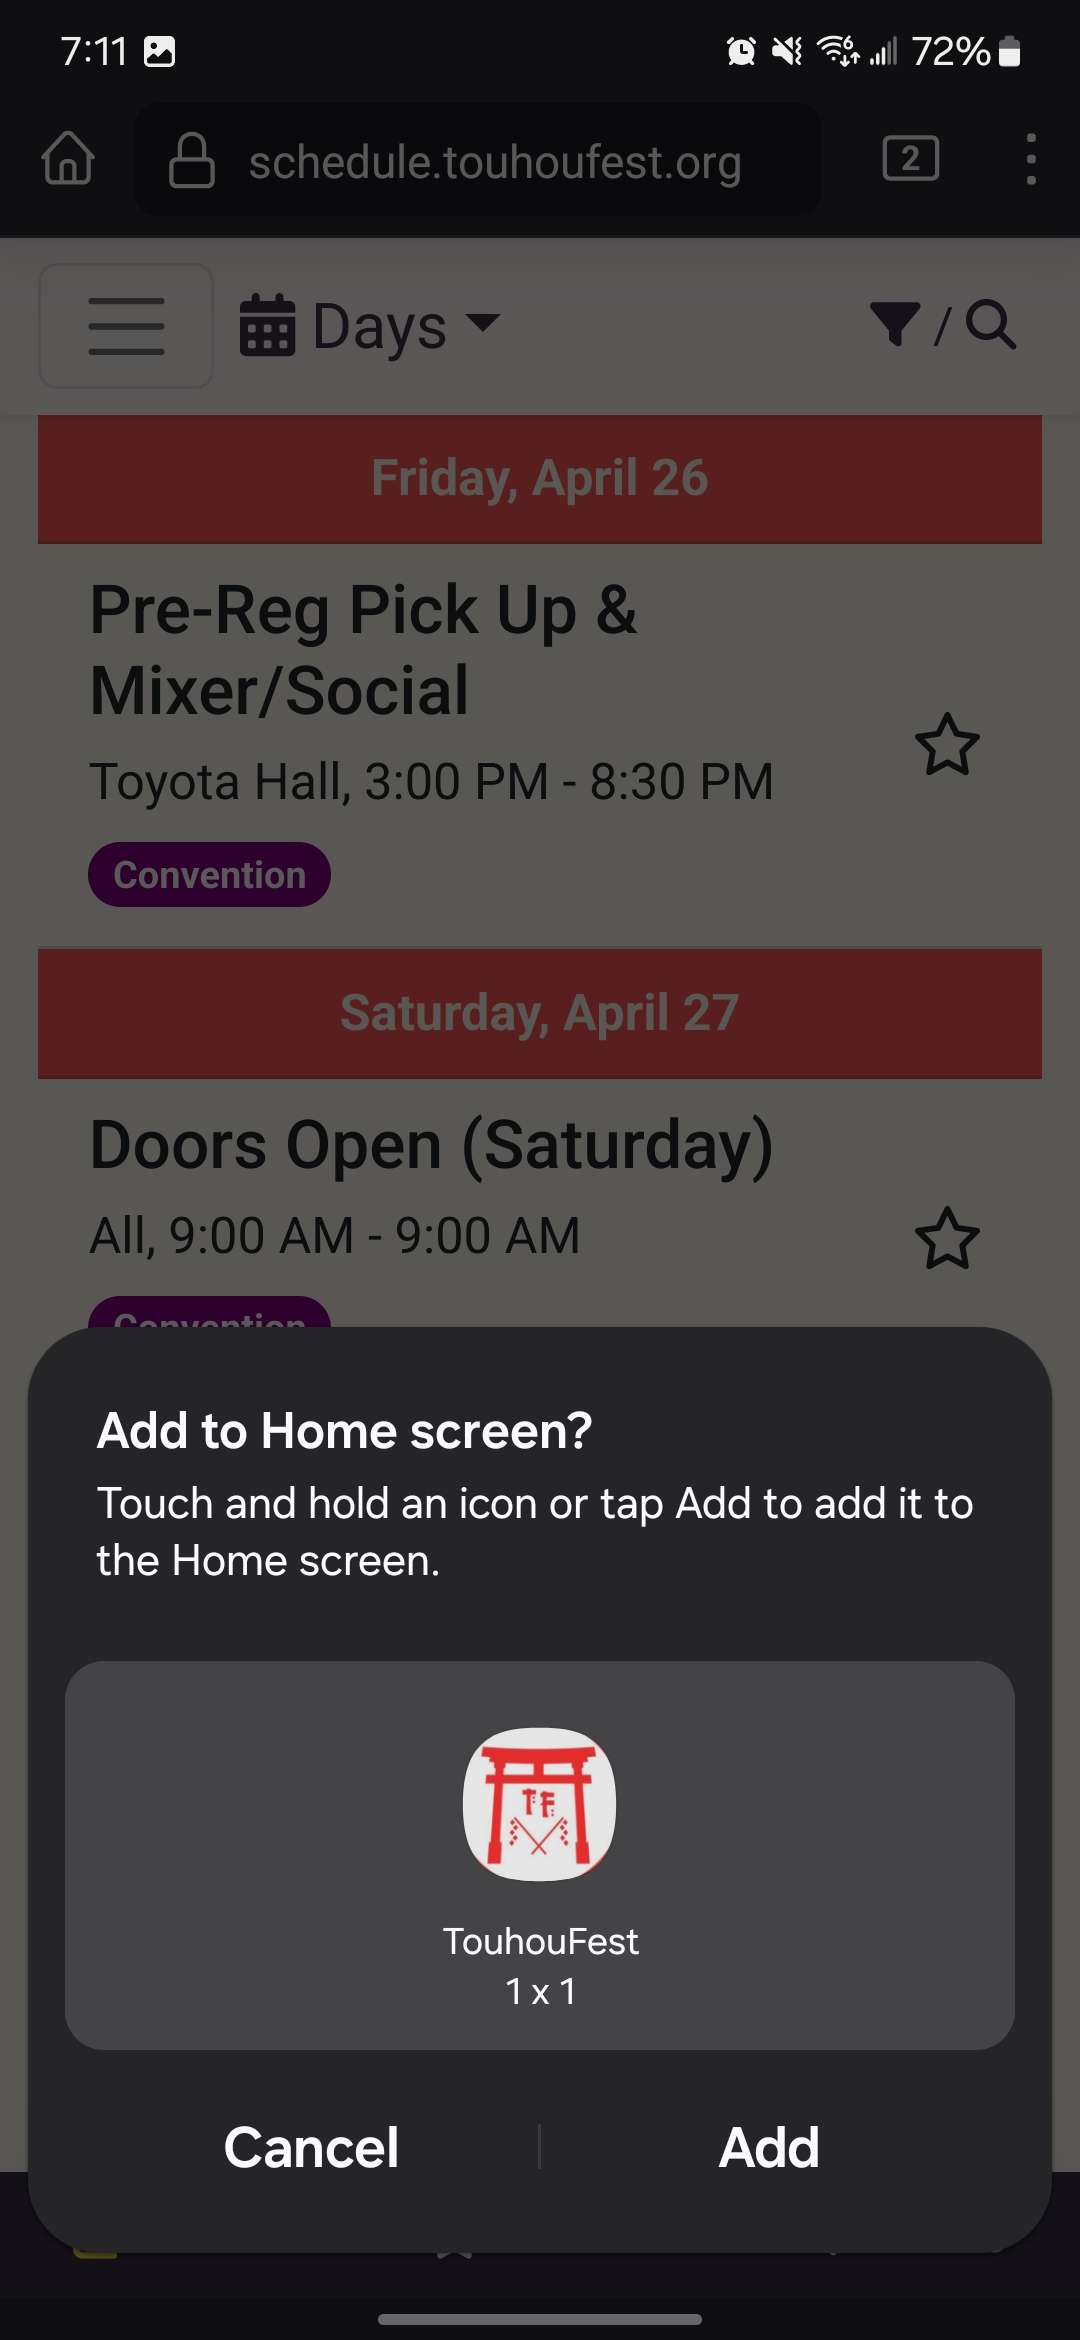 7:11 72%
schedule.touhoufest.org 2
Days /
Friday, April 26
Pre-Reg Pick Up &
Mixer/Social
Toyota Hall, 3:00 PM - 8:30 PM
Convention
Saturday, April 27
Doors Open (Saturday)
All, 9:00 AM - 9:00 AM
Convention
Add to Home screen?
Touch and hold an icon or tap Add to add it to
the Home screen.
TF
TouhouFest
1 x 1
Cancel Add